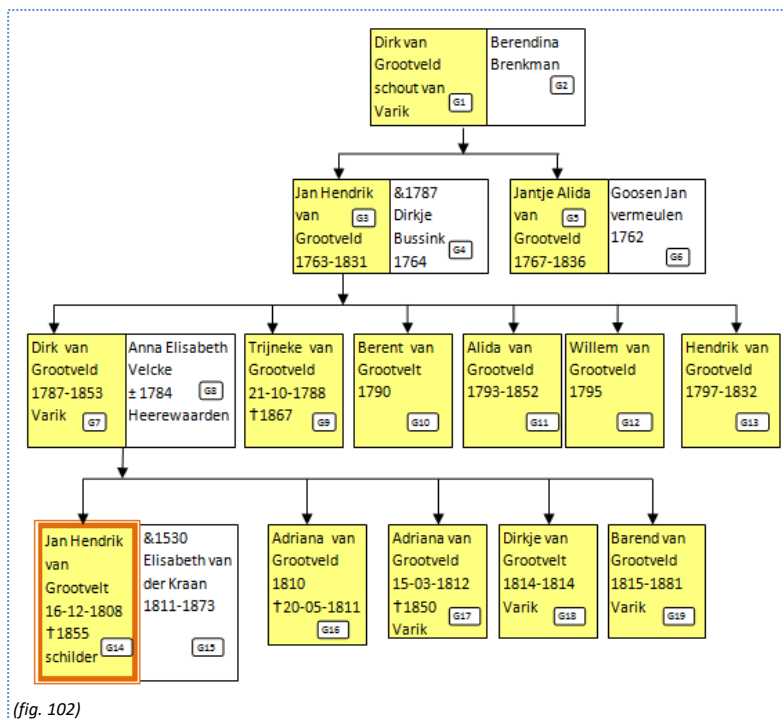 Dirk van
Grootveld
schout van
Varik
G1
Berendina
Brenkman
G2
Jan Hendrik
van
G3
Grootveld
1763-1831
&1787
Dirkje
Bussink
1764
G4
Jantje Alida
van
G5
Grootveld
1767-1836
Goosen Jan
vermeulen
1762
G6
Dirk van
Grootveld
1787-1853
Varik
G7
Anna Elisabeth
Velcke
± 1784
G8
Heerewaarden
Trijneke van
Grootveld
21-10-1788
†1867
G9
Berent van
Grootvelt
1790
G10
Alida van
Grootveld
1793-1852
G11
Willem van
Grootveld
1795
G12
Hendrik van
Grootveld
1797-1832
G13
Jan Hendrik
van
Grootvelt
16-12-1808
†1855
schilder
G14
&1530
Elisabeth van
der Kraan
1811-1873
G15
Adriana van
Grootveld
1810
†20-05-1811
G16
Adriana van
Grootveld
15-03-1812
†1850
G17
Varik
Dirkje van
Grootvelt
1814-1814
Varik
G18
Barend van
Grootveld
1815-1881
Varik
G19
(fig. 102)